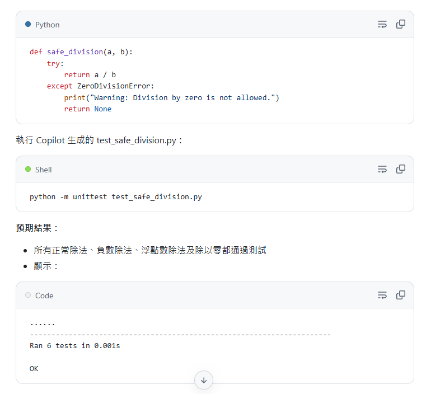 Python
def safe_division(a, b):
    try:
        return a / b
    except ZeroDivisionError:
        print("Warning: Division by zero is not allowed.")
        return None
執行 Copilot 生成的 test_safe_division.py：
Shell
python -m unittest test_safe_division.py
預期結果：
所有正常除法、負數除法、浮點數除法及除以零都通過測試
顯示：
Code
......
----------------------------------------------------------------------
Ran 6 tests in 0.001s
OK